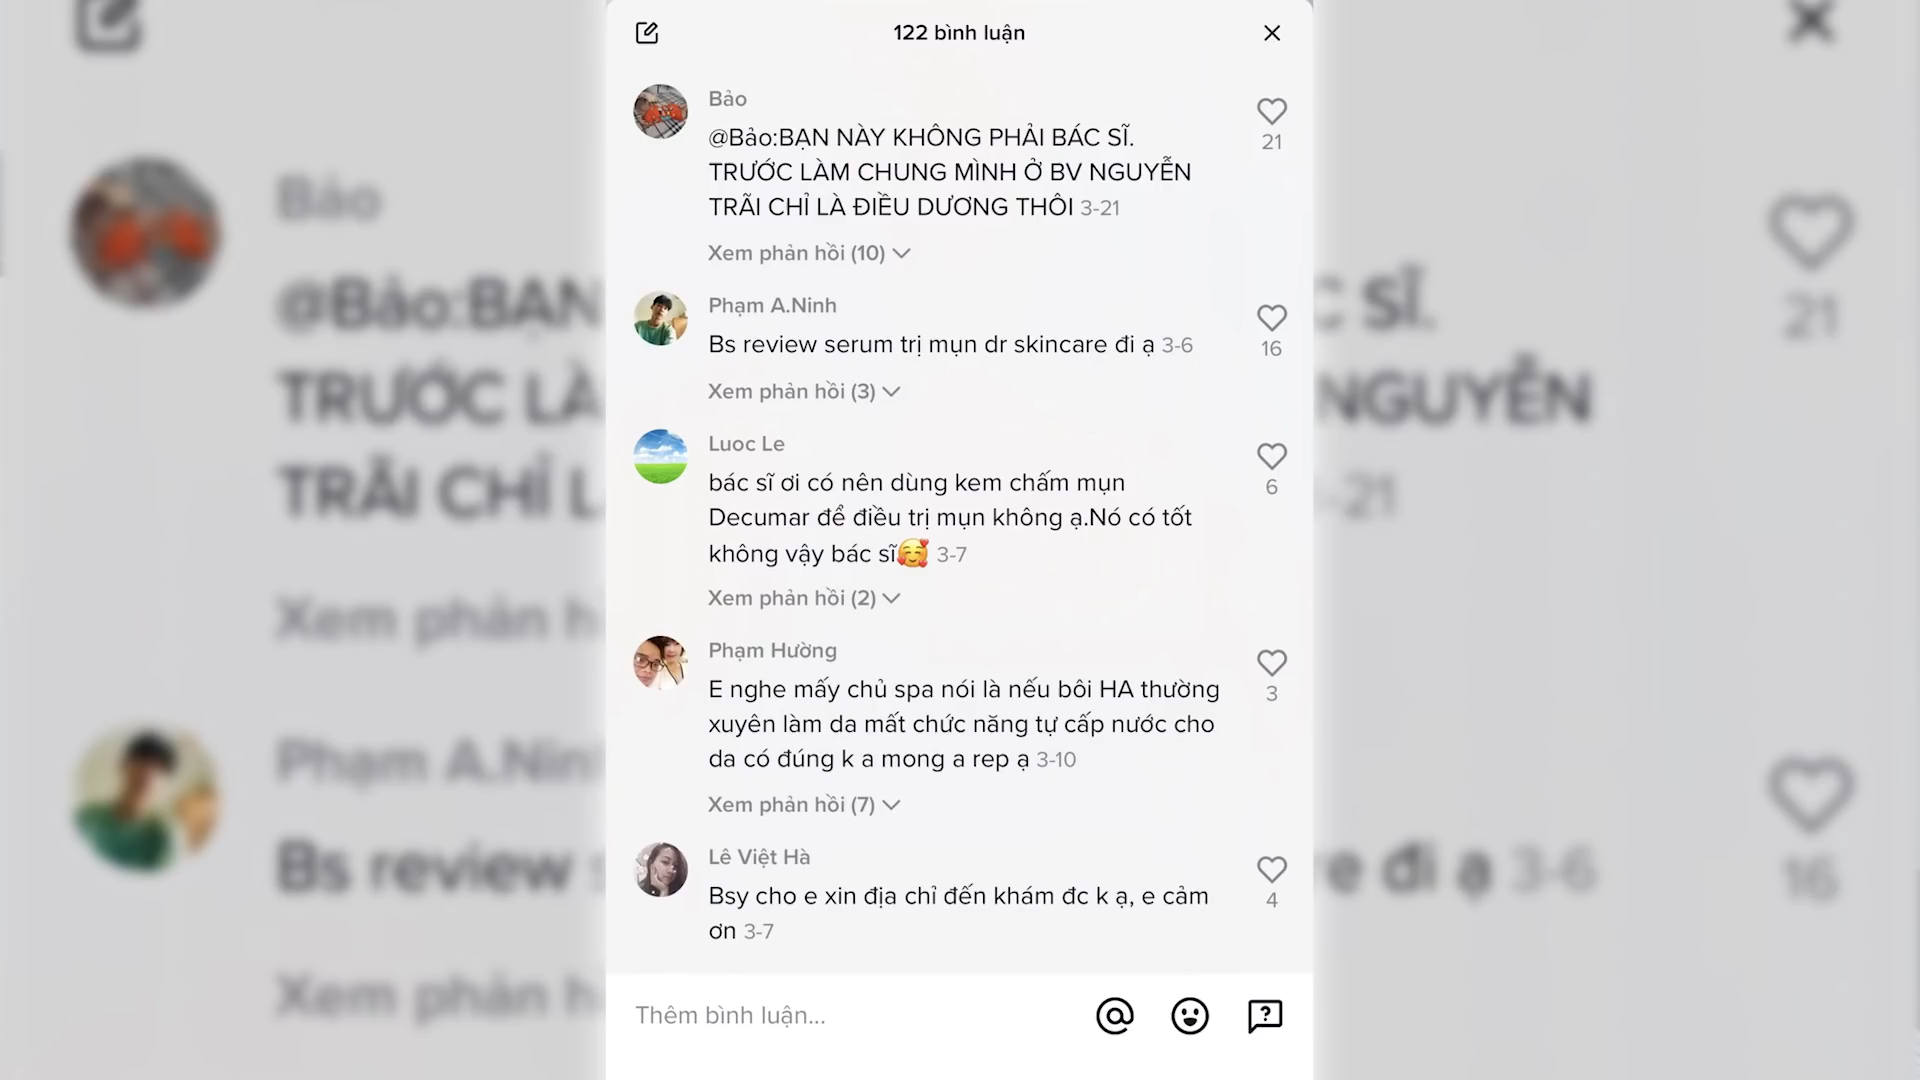 122 bình luận
Bảo
@Bảo:BẠN NÀY KHÔNG PHẢI BÁC SĨ.
TRƯỚC LÀM CHUNG MÌNH Ở BV NGUYỄN
TRÃI CHỈ LÀ ĐIỀU DƯƠNG THÔI 3-21
21
Xem phản hồi (10)
Phạm A.Ninh
Bs review serum trị mụn dr skincare đi ạ 3-6
16
Xem phản hồi (3)
Luoc Le
bác sĩ ơi có nên dùng kem chấm mụn
Decumar để điều trị mụn không ạ.Nó có tốt
không vậy bác sĩ🥰 3-7
6
Xem phản hồi (2)
Phạm Hường
E nghe mấy chủ spa nói là nếu bôi HA thường
xuyên làm da mất chức năng tự cấp nước cho
da có đúng k a mong a rep ạ 3-10
3
Xem phản hồi (7)
Lê Việt Hà
Bsy cho e xin địa chỉ đến khám đc k ạ, e cảm
ơn 3-7
4
Thêm bình luận...